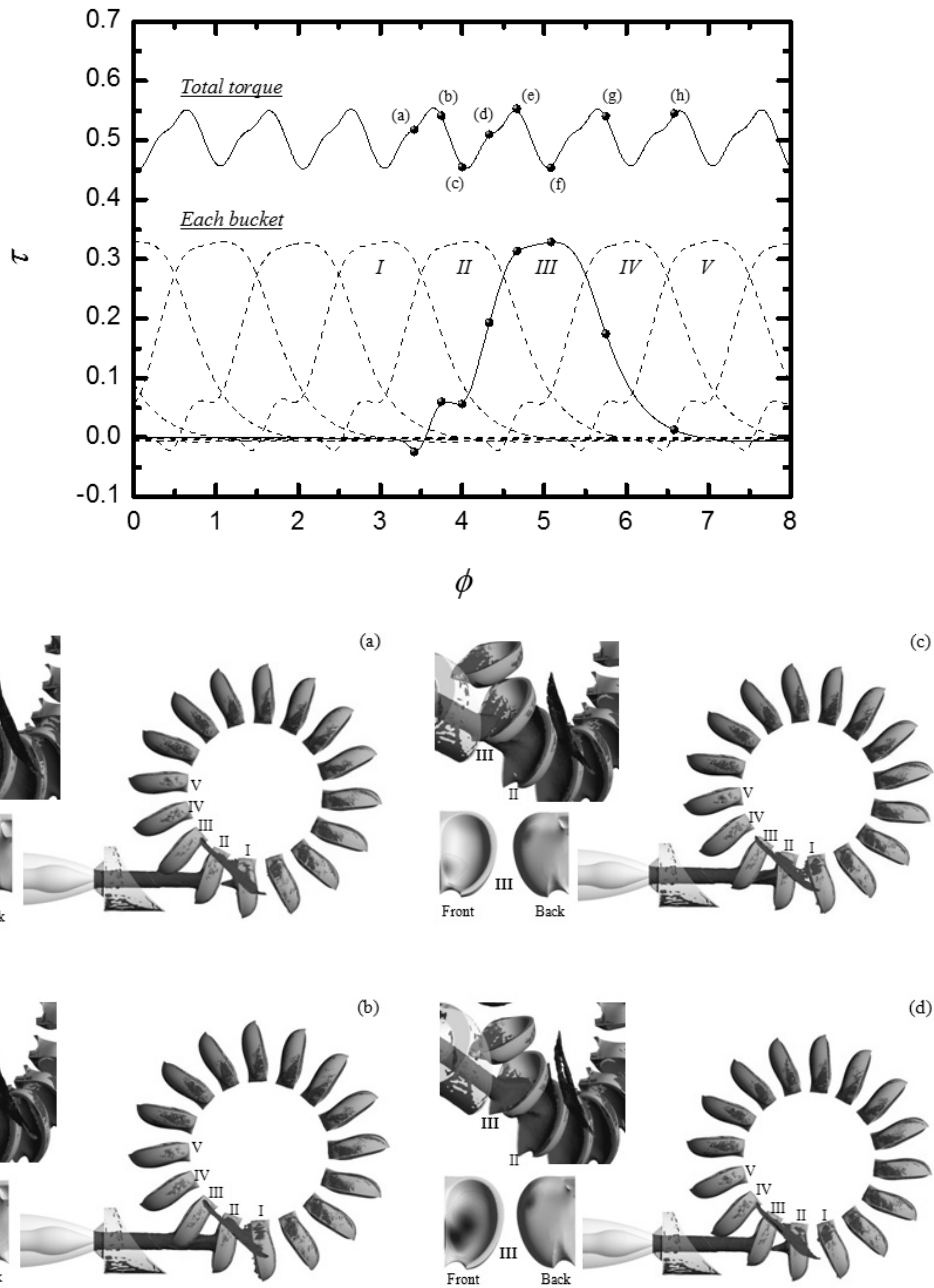 0.7
0.6
0.5
0.4
0.3
0.2
0.1
0.0
-0.1
τ
Total torque
(a)
(b)
(c)
(d)
(e)
(f)
(g)
(h)
Each bucket
I
II
III
IV
V
0 1 2 3 4 5 6 7 8
ϕ
(a)
V
IV
III
II
I
k
(c)
III
II
V
IV
III
II
I
III
Front Back
(b)
V
IV
III
II
I
k
(d)
III
II
V
IV
III
II
I
III
Front Back